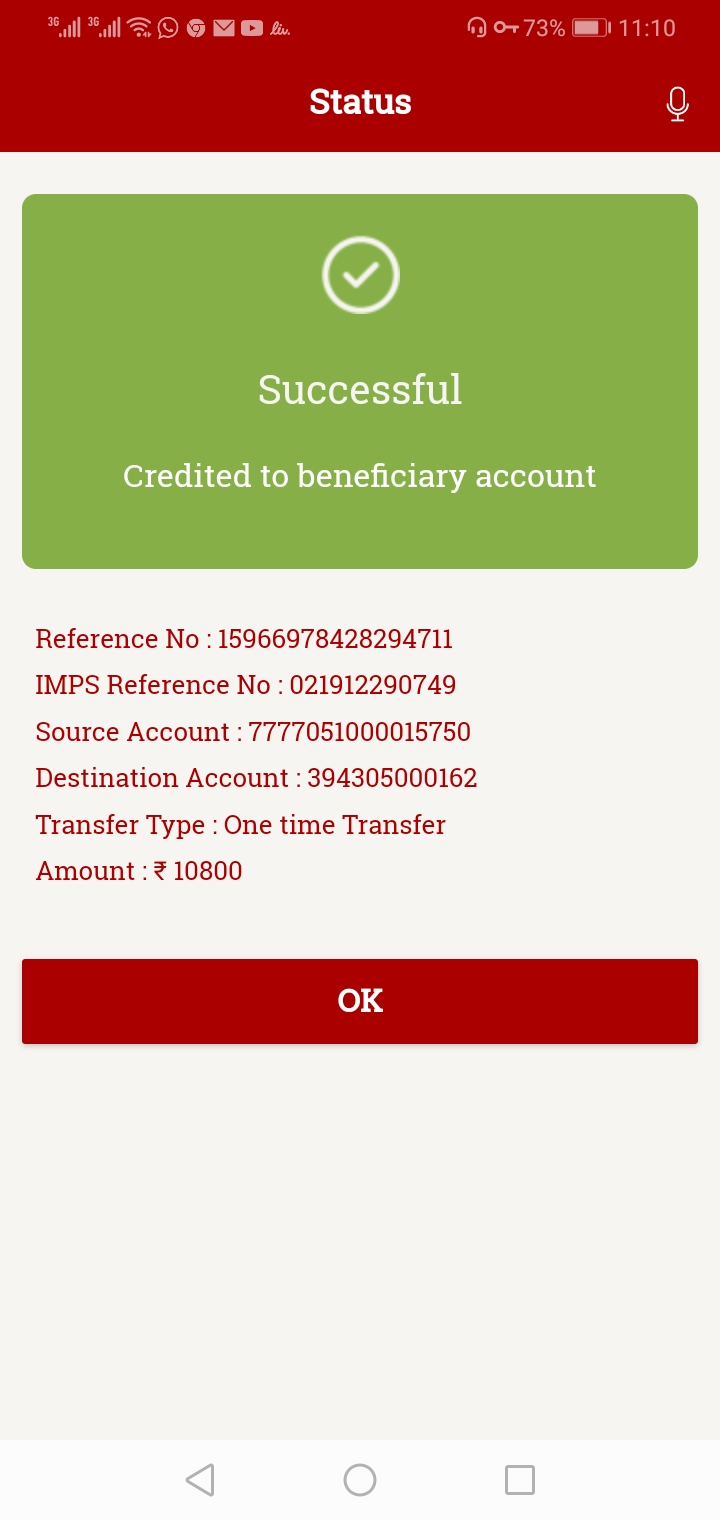 3G 3G liv. 73% 11:10
Status
Successful
Credited to beneficiary account
Reference No : 15966978428294711
IMPS Reference No : 021912290749
Source Account : 7777051000015750
Destination Account : 394305000162
Transfer Type : One time Transfer
Amount : ₹ 10800
OK